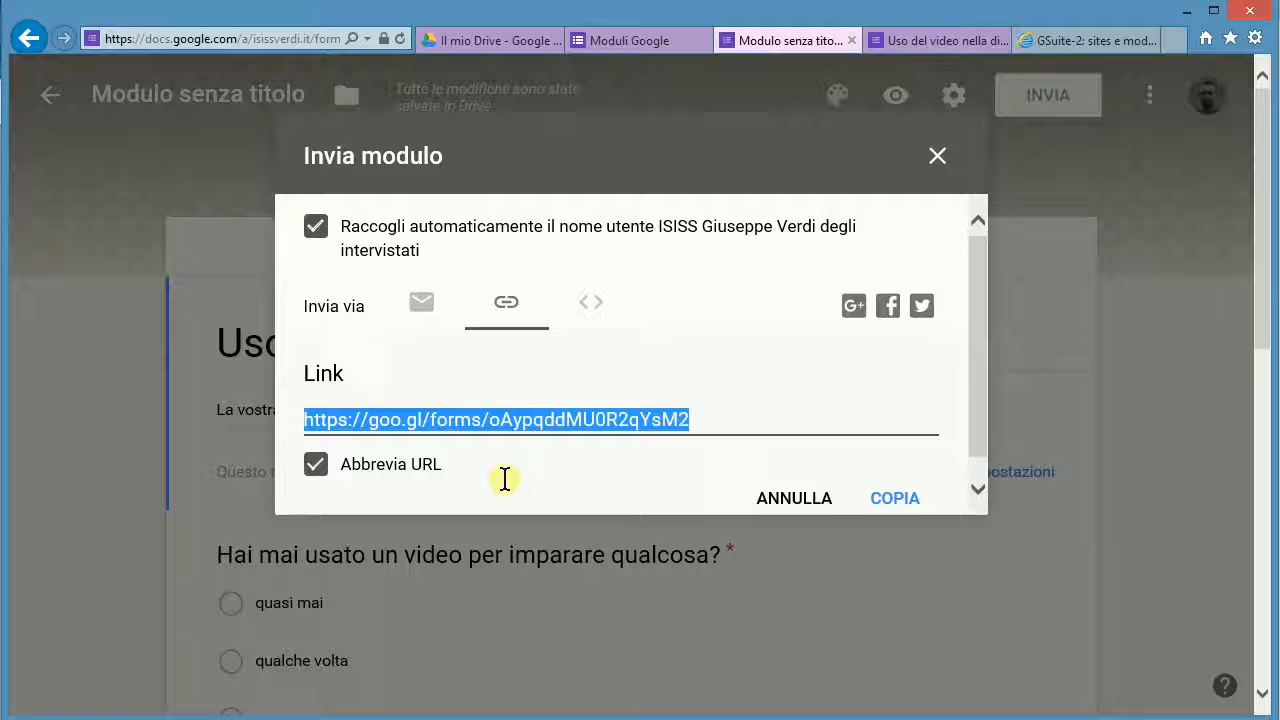 https://docs.google.com/a/isissverdi.it/form
Il mio Drive - Google ...
Moduli Google
Modulo senza tito...
Uso del video nella di...
GSuite-2: sites e mod...
Modulo senza titolo
Tutte le modifiche sono state
salvate in Drive
INVIA
Invia modulo
Raccogli automaticamente il nome utente ISISS Giuseppe Verdi degli
intervistati
Invia via
G+
Link
https://goo.gl/forms/oAypqddMU0R2qYsM2
Abbrevia URL
ANNULLA
COPIA
Uso
La vostra
Questo
postazioni
Hai mai usato un video per imparare qualcosa? *
quasi mai
qualche volta